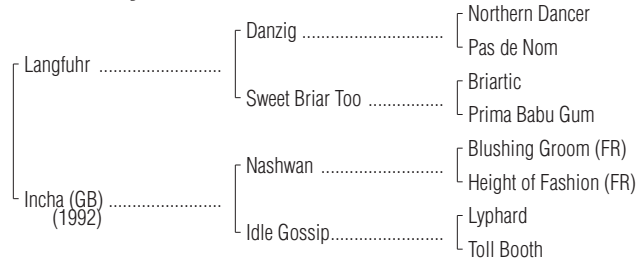 Northern Dancer
Danzig ........................
Pas de Nom
Langfuhr ........................
Briartic
Sweet Briar Too ...............
Prima Babu Gum
Blushing Groom (FR)
Nashwan ........................
Height of Fashion (FR)
Incha (GB) .......................
(1992)
Lyphard
Idle Gossip......................
Toll Booth